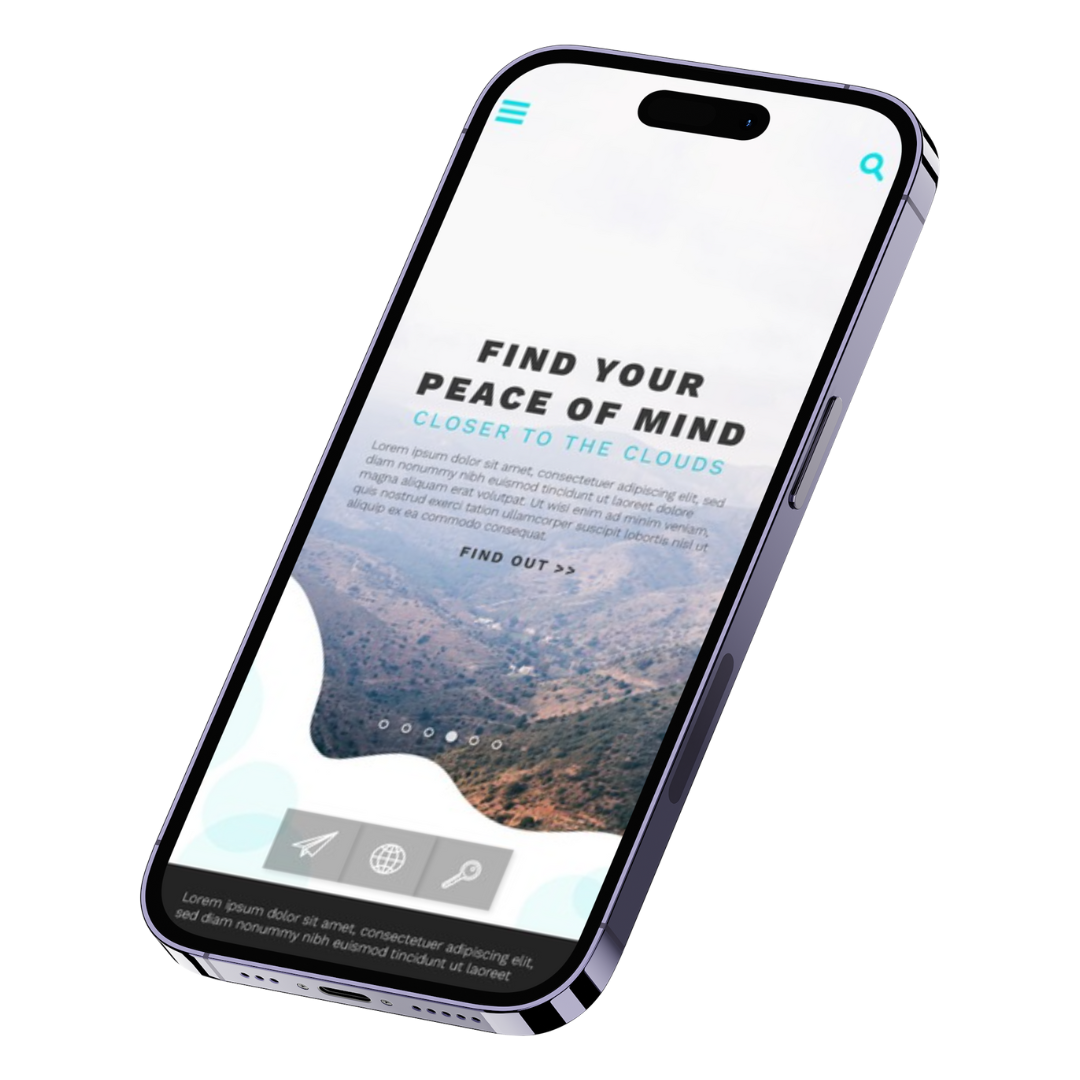 FIND YOUR
PEACE OF MIND
CLOSER TO THE CLOUDS
Lorem ipsum dolor sit amet, consectetuer adipiscing elit, sed
diam nonummy nibh euismod tincidunt ut laoreet dolore
magna aliquam erat volutpat. Ut wisi enim ad minim veniam,
quis nostrud exerci tation ullamcorper suscipit lobortis nisl ut
aliquip ex ea commodo consequat.
FIND OUT >>
Lorem ipsum dolor sit amet, consectetuer adipiscing elit,
sed diam nonummy nibh euismod tincidunt ut laoreet